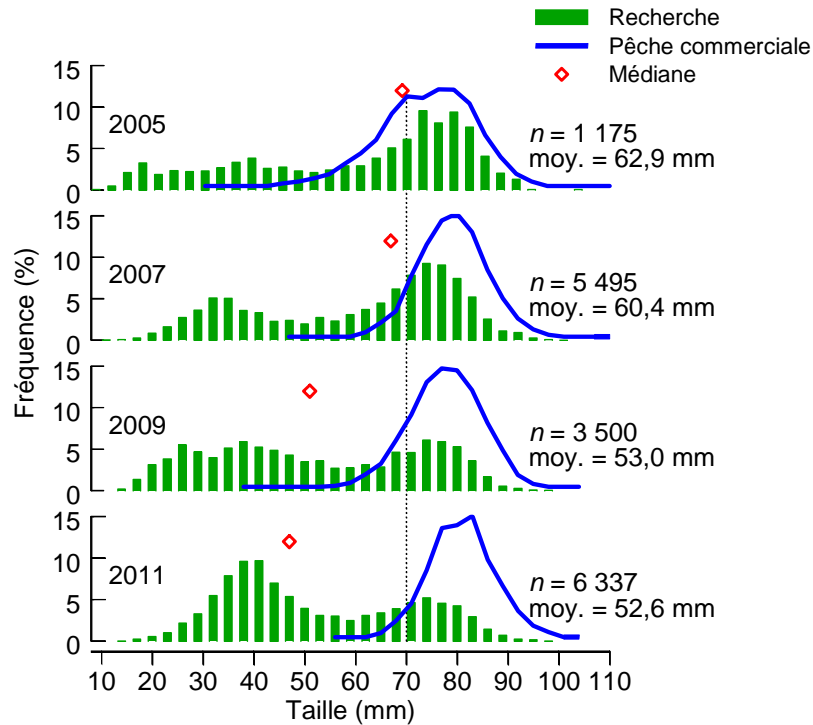 Recherche
Pêche commerciale
Médiane
Fréquence (%)
15
10
5
0
2005
n = 1 175
moy. = 62,9 mm
15
10
5
0
2007
n = 5 495
moy. = 60,4 mm
15
10
5
0
2009
n = 3 500
moy. = 53,0 mm
15
10
5
0
2011
n = 6 337
moy. = 52,6 mm
10 20 30 40 50 60 70 80 90 100 110
Taille (mm)